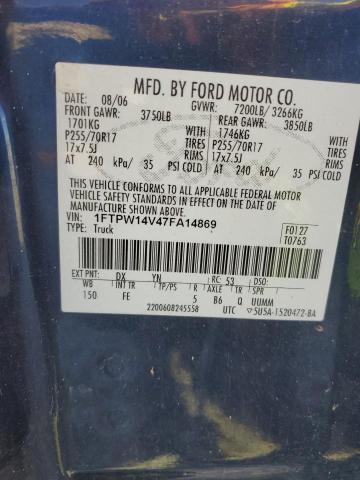 MFD. BY FORD MOTOR CO.
DATE: 08/06 GVWR: 7200LB/ 3266KG
FRONT GAWR: 3750LB REAR GAWR: 3850LB
1701KG WITH 1746KG WITH
P255/70R17 TIRES P255/70R17 TIRES
17x7.5J RIMS 17x7.5J RIMS
AT 240 kPa/ 35 PSI COLD AT 240 kPa/ 35 PSI COLD
THIS VEHICLE CONFORMS TO ALL APPLICABLE FEDERAL MOTOR
VEHICLE SAFETY STANDARDS IN EFFECT ON THE DATE OF MANUFACTURE
SHOWN ABOVE.
VIN: 1FTPW14V47FA14869
TYPE: Truck
F0127
T0763
EXT PNT: DX YN RC: 53 DSO:
WB INT TR TP/PS R AXLE TR SPR
150 FE 5 B6 Q UUMM
2200608245558 UTC ▽5U5A-1520472-BA